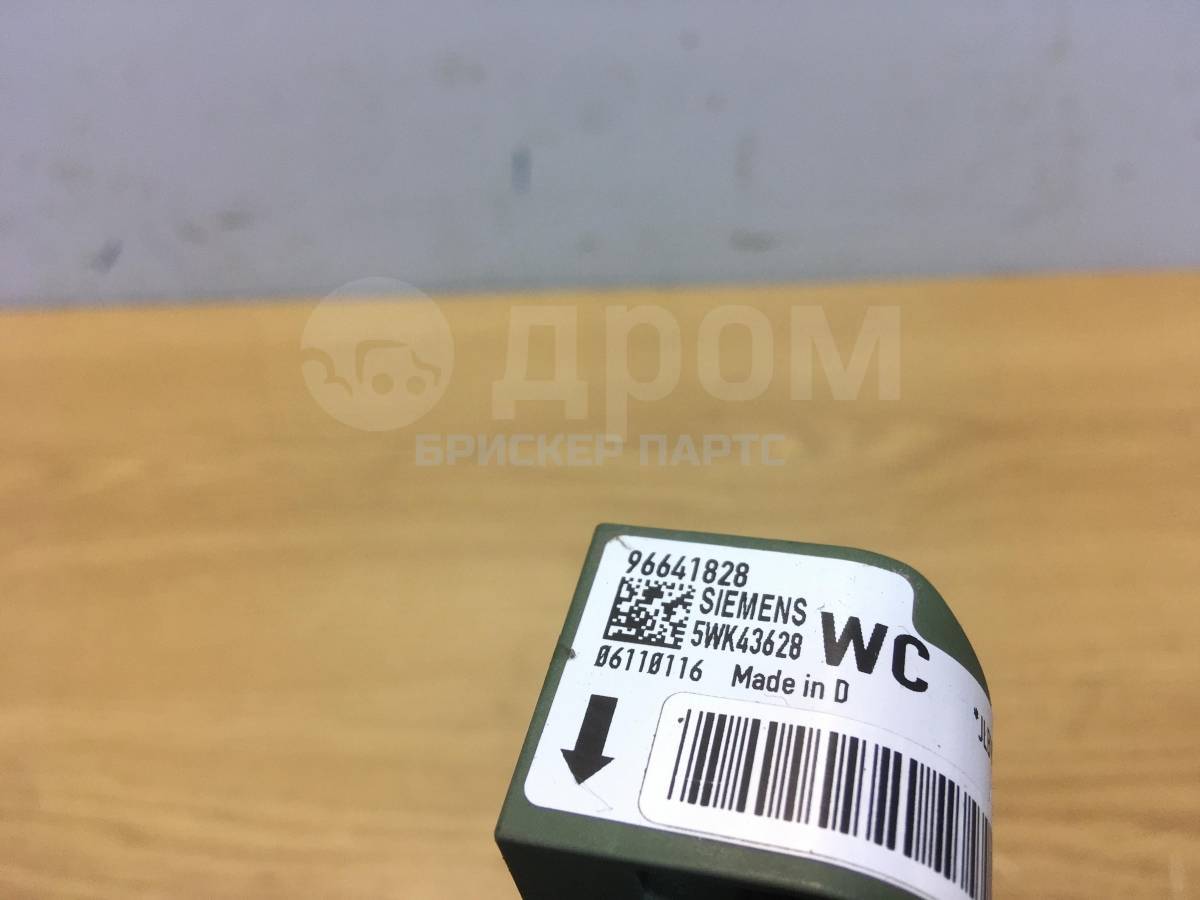 дром
БРИСКЕР ПАРТС
96641828
SIEMENS
5WK43628
WC
06110116 Made in D